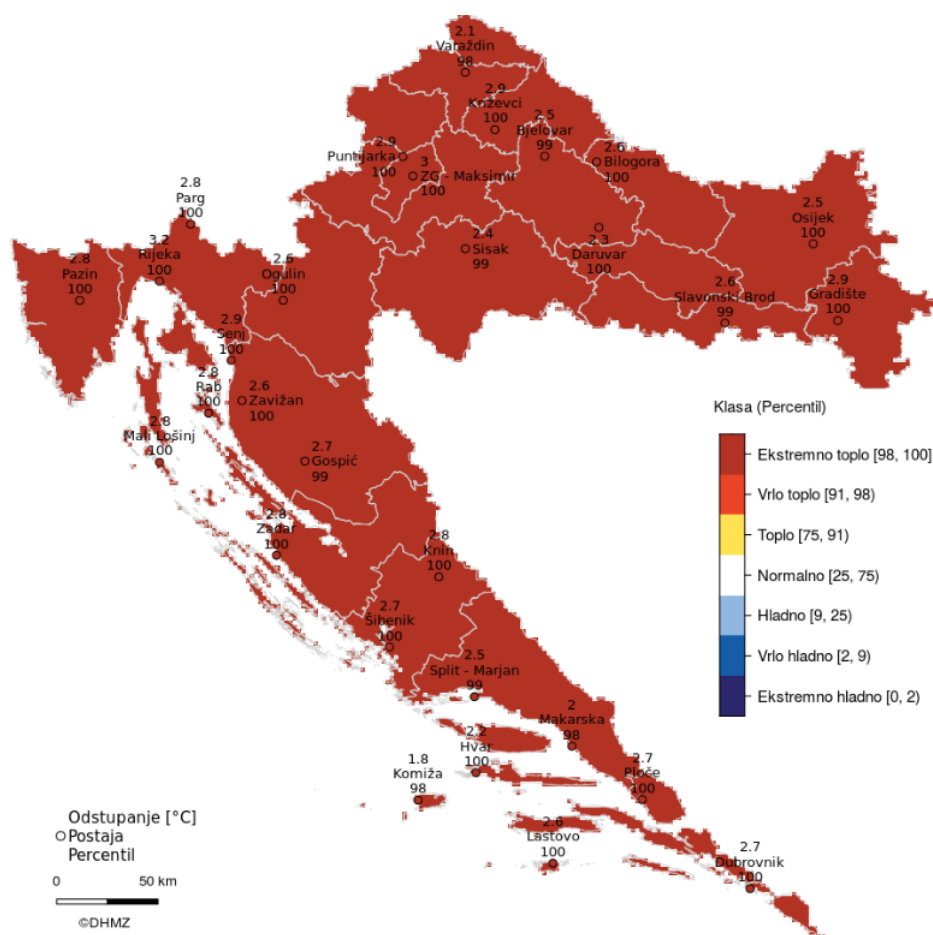 2.1
Varaždin
98
2.9
Križevci
100
2.5
Bjelovar
99
2.9
Puntijarka
100
3
ZG - Maksimir
100
2.6
Bilogora
100
2.8
Parg
100
2.5
Osijek
100
3.2
Rijeka
100
2.8
Pazin
100
2.6
Ogulin
100
2.4
Sisak
99
2.3
Daruvar
100
2.6
Slavonski Brod
99
2.9
Gradište
100
2.9
Senj
100
2.8
Rab
100
2.6
Zavižan
100
2.8
Mali Lošinj
100
2.7
Gospić
99
2.8
Zadar
100
2.8
Knin
100
2.7
Šibenik
100
2.5
Split - Marjan
99
2
Makarska
98
2.2
Hvar
100
1.8
Komiža
98
2.7
Ploče
100
2.6
Lastovo
100
2.7
Dubrovnik
100
Klasa (Percentil)
Ekstremno toplo [98, 100]
Vrlo toplo [91, 98)
Toplo [75, 91)
Normalno [25, 75)
Hladno [9, 25)
Vrlo hladno [2, 9)
Ekstremno hladno [0, 2)
Odstupanje [°C]
Postaja
Percentil
0 50 km
©DHMZ